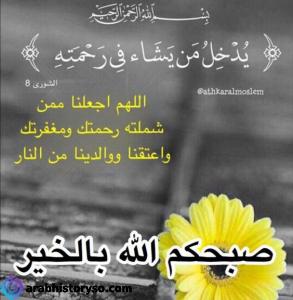 بسم الله الرحمن الرحيم
﴿ يُدْخِلُ مَن يَشَاء فِي رَحْمَتِهِ ﴾
الشورى 8
@athkaralmoslem
اللهم اجعلنا ممن
شملته رحمتك ومغفرتك
واعتقنا ووالدينا من النار
صبحكم الله بالخير
arabhistoryso.com